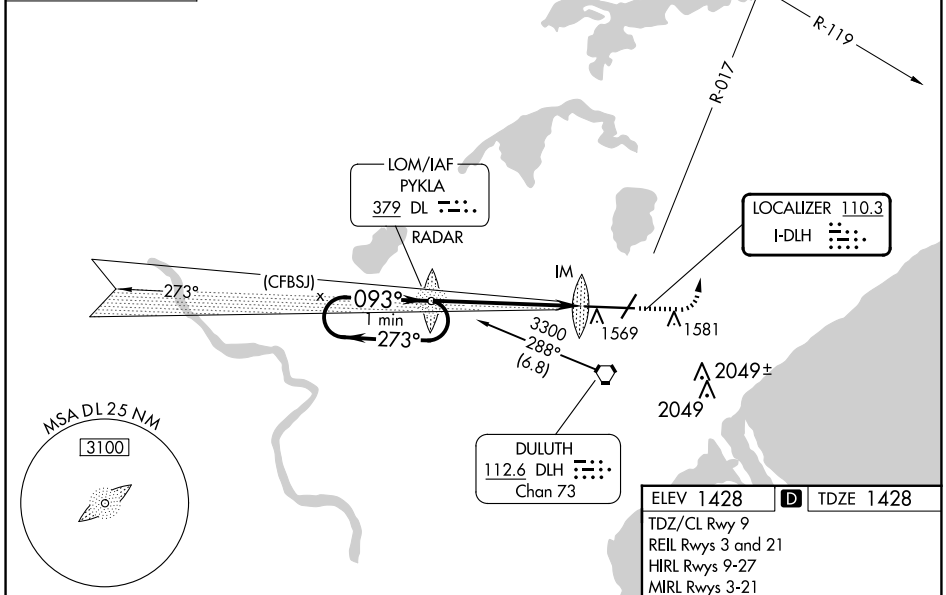 R-119
R-017
LOM/IAF
PYKLA
379 DL
RADAR
LOCALIZER 110.3
I-DLH
IM
(CFBSJ)
273°
x
093°
1 min
273°
3300
288°
(6.8)
1569
1581
2049±
2049
MSA DL 25 NM
3100
DULUTH
112.6 DLH
Chan 73
ELEV 1428 D TDZE 1428
TDZ/CL Rwy 9
REIL Rwys 3 and 21
HIRL Rwys 9-27
MIRL Rwys 3-21